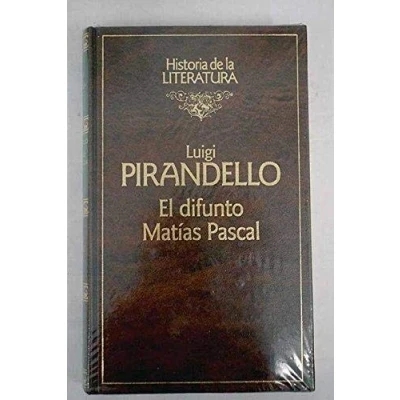 Historia de la
LITERATURA
Luigi
PIRANDELLO
El difunto
Matías Pascal